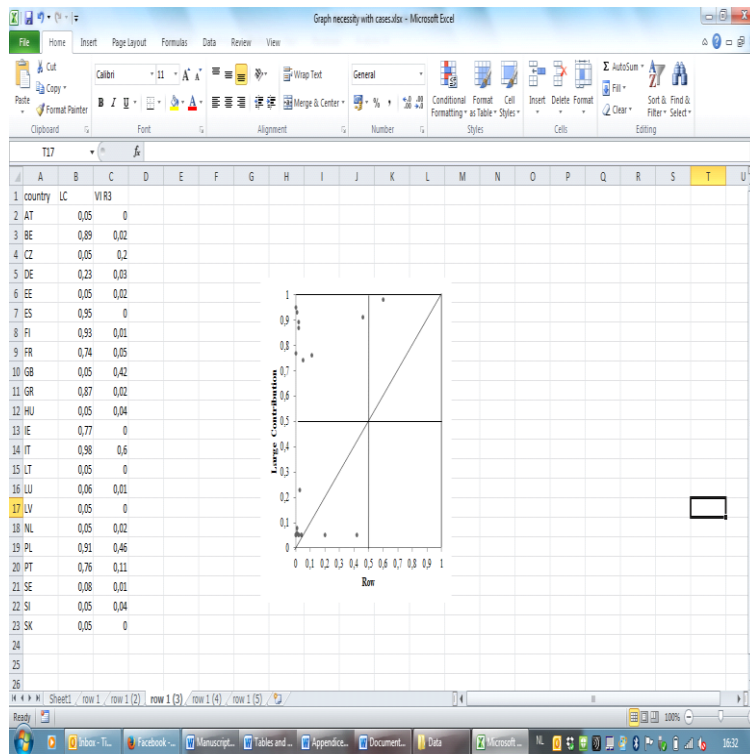 Graph necessity with cases.xlsx - Microsoft Excel
File Home Insert Page Layout Formulas Data Review View
Cut
Copy
Format Painter
Paste
Calibri 11
B I U
Wrap Text
Merge & Center
General
%
Conditional Formatting
Format as Table
Cell Styles
Insert Delete Format
Σ AutoSum
Fill
Clear
Sort & Filter
Find & Select
Clipboard Font Alignment Number Styles Cells Editing
T17 fx
A B C D E F G H I J K L M N O P Q R S T U
1 country LC VI R3
2 AT 0,05 0
3 BE 0,89 0,02
4 CZ 0,05 0,2
5 DE 0,23 0,03
6 EE 0,05 0,02
7 ES 0,95 0
8 FI 0,93 0,01
9 FR 0,74 0,05
10 GB 0,05 0,42
11 GR 0,87 0,02
12 HU 0,05 0,04
13 IE 0,77 0
14 IT 0,98 0,6
15 LT 0,05 0
16 LU 0,06 0,01
17 LV 0,05 0
18 NL 0,05 0,02
19 PL 0,91 0,46
20 PT 0,76 0,11
21 SE 0,08 0,01
22 SI 0,05 0,04
23 SK 0,05 0
24
25
26
Large Contribution
1
0,9
0,8
0,7
0,6
0,5
0,4
0,3
0,2
0,1
0
0 0,1 0,2 0,3 0,4 0,5 0,6 0,7 0,8 0,9 1
Row
Sheet1 row 1 row 1 (2) row 1 (3) row 1 (4) row 1 (5)
Ready 100%
Inbox - Ti... Facebook -... Manuscript... Tables and ... Appendice... Document... Data Microsoft ... NL 16:32